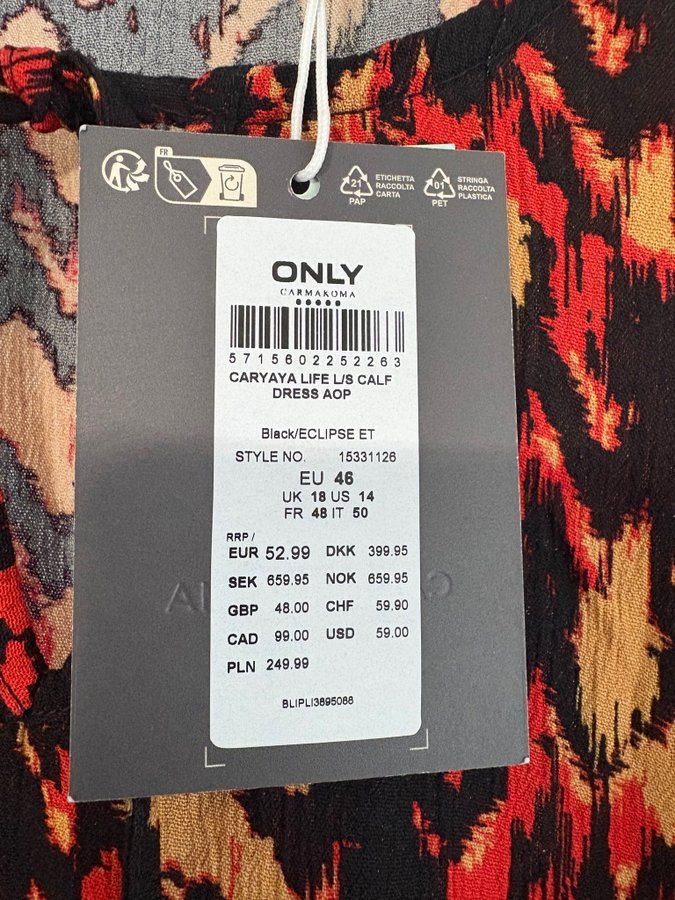 FR
21
PAP
ETICHETTA
RACCOLTA
CARTA
01
PET
STRINGA
RACCOLTA
PLASTICA
ONLY
CARMAKOMA
5715602252263
CARYAYA LIFE L/S CALF
DRESS AOP
Black/ECLIPSE ET
STYLE NO. 15331126
EU 46
UK 18 US 14
FR 48 IT 50
RRP /
EUR 52.99 DKK 399.95
SEK 659.95 NOK 659.95
GBP 48.00 CHF 59.90
CAD 99.00 USD 59.00
PLN 249.99
BLIPLI3895086